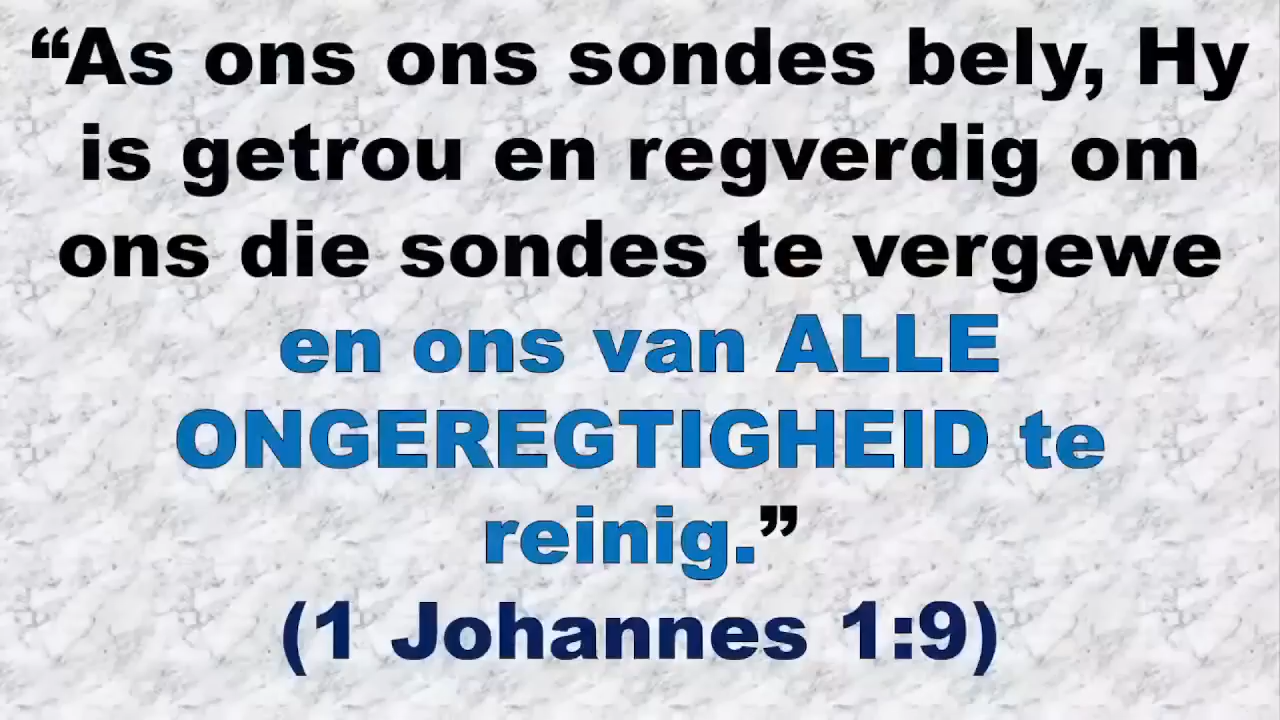 “As ons ons sondes bely, Hy
is getrou en regverdig om
ons die sondes te vergewe
en ons van ALLE
ONGEREGTIGHEID te
reinig.”
(1 Johannes 1:9)